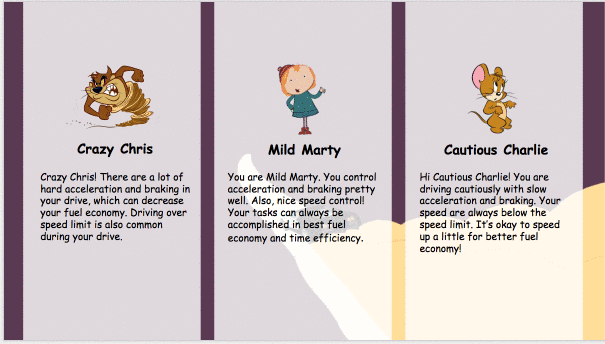 Crazy Chris
Crazy Chris! There are a lot of
hard acceleration and braking in
your drive, which can decrease
your fuel economy. Driving over
speed limit is also common
during your drive.
Mild Marty
You are Mild Marty. You control
acceleration and braking pretty
well. Also, nice speed control!
Your tasks can always be
accomplished in best fuel
economy and time efficiency.
Cautious Charlie
Hi Cautious Charlie! You are
driving cautiously with slow
acceleration and braking. Your
speed are always below the
speed limit. It's okay to speed
up a little for better fuel
economy!